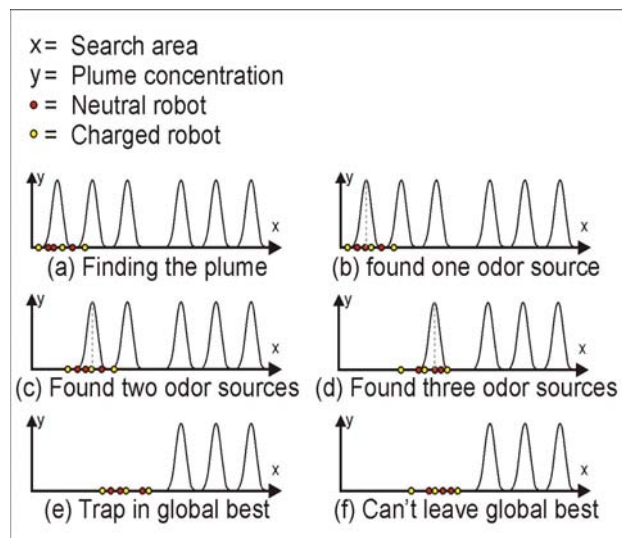 x= Search area
y= Plume concentration
= Neutral robot
= Charged robot
y
x
(a) Finding the plume
y
x
(b) found one odor source
y
x
(c) Found two odor sources
y
x
(d) Found three odor sources
y
x
(e) Trap in global best
y
x
(f) Can't leave global best